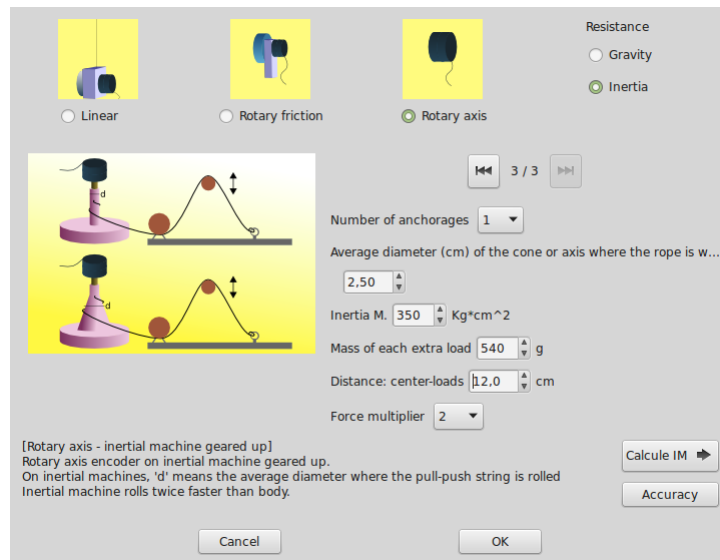 Resistance
Gravity
Inertia
Linear
Rotary friction
Rotary axis
d
d
3 / 3
Number of anchorages 1
Average diameter (cm) of the cone or axis where the rope is w...
2,50
Inertia M. 350 Kg*cm^2
Mass of each extra load 540 g
Distance: center-loads 12,0 cm
Force multiplier 2
[Rotary axis - inertial machine geared up]
Rotary axis encoder on inertial machine geared up.
On inertial machines, 'd' means the average diameter where the pull-push string is rolled
Inertial machine rolls twice faster than body.
Calcule IM
Accuracy
Cancel
OK